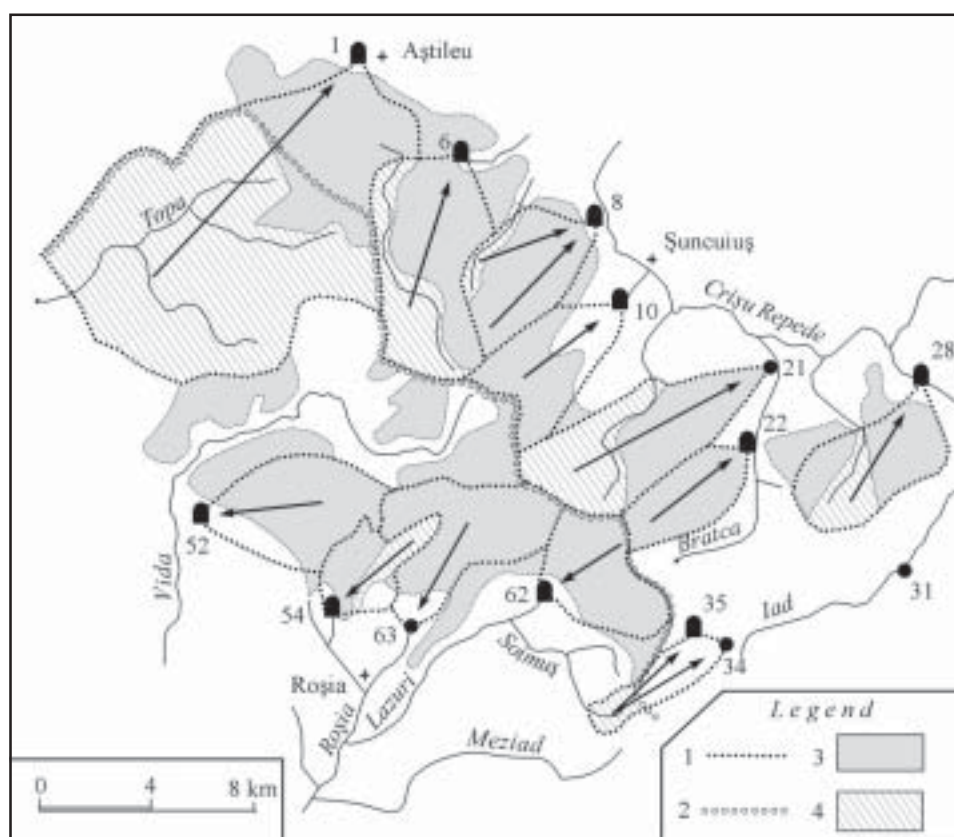 1
Aştileu
6
8
Topa
Şuncuiuş
10
Crişu Repede
28
21
22
52
Bratca
Vida
31
54
63
62
35
Iad
34
Roşia
Lazuri
Roşia
Meziad
Legend
1
3
2
4
0 4 8 km